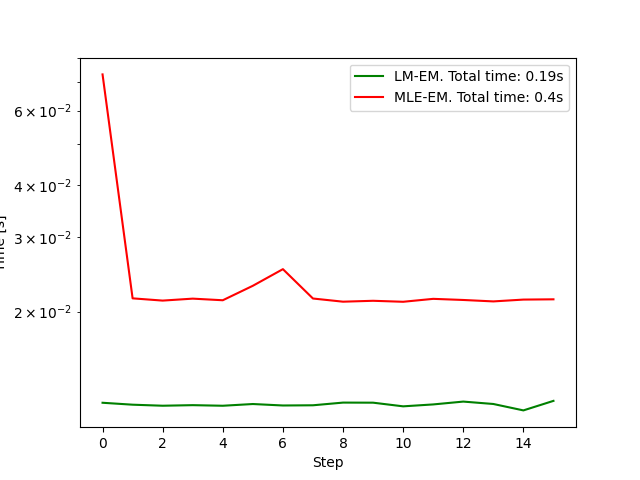 LM-EM. Total time: 0.19s
MLE-EM. Total time: 0.4s
6 × 10⁻²
4 × 10⁻²
3 × 10⁻²
2 × 10⁻²
Time [s]
0 2 4 6 8 10 12 14
Step